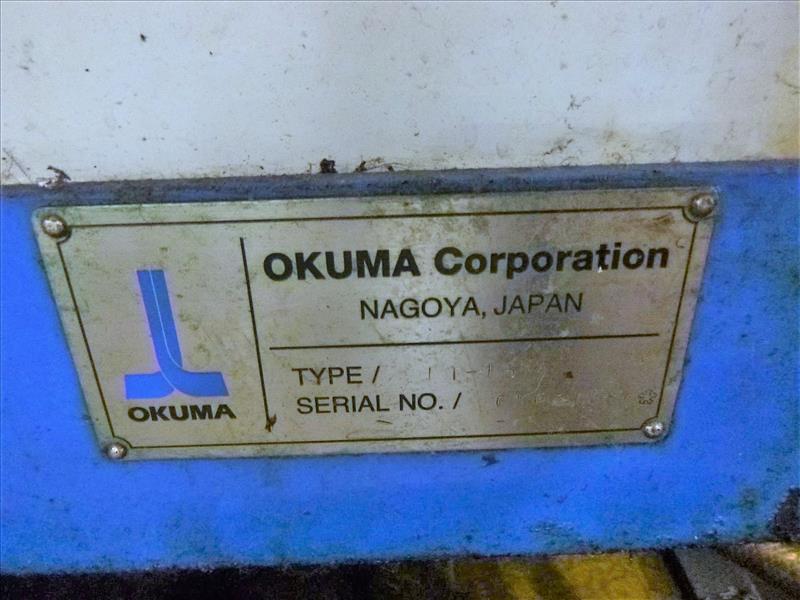 OKUMA
OKUMA Corporation
NAGOYA, JAPAN
TYPE /
SERIAL NO. /